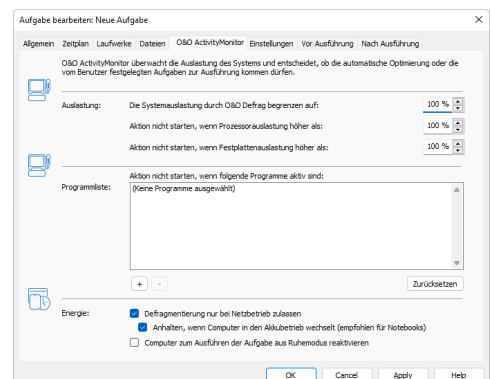 Aufgabe bearbeiten: Neue Aufgabe
Allgemein Zeitplan Laufwerke Dateien O&O ActivityMonitor Einstellungen Vor Ausführung Nach Ausführung
O&O ActivityMonitor überwacht die Auslastung des Systems und entscheidet, ob die automatische Optimierung oder die
vom Benutzer festgelegten Aufgaben zur Ausführung kommen dürfen.
Auslastung: Die Systemauslastung durch O&O Defrag begrenzen auf: 100 %
Aktion nicht starten, wenn Prozessorauslastung höher als: 100 %
Aktion nicht starten, wenn Festplattenauslastung höher als: 100 %
Aktion nicht starten, wenn folgende Programme aktiv sind:
Programmliste: (Keine Programme ausgewählt)
+ - Zurücksetzen
Energie: Defragmentierung nur bei Netzbetrieb zulassen
Anhalten, wenn Computer in den Akkubetrieb wechselt (empfohlen für Notebooks)
Computer zum Ausführen der Aufgabe aus Ruhemodus reaktivieren
OK Cancel Apply Help